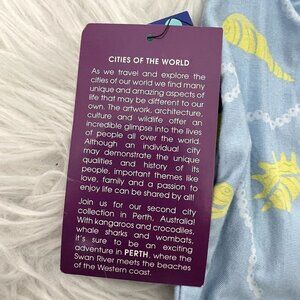 CITIES OF THE WORLD
As we travel and explore the
cities of our world we find many
unique and amazing aspects of
life that may be different to our
own. The artwork, architecture,
culture and wildlife offer an
incredible glimpse into the lives
of people all over the world.
Although an individual city
may demonstrate the unique
qualities and history of its
people, important themes like
love, family and a passion to
enjoy life can be shared by all!
Join us for our second city
collection in Perth, Australia!
With kangaroos and crocodiles,
whale sharks and wombats,
it's sure to be an exciting
adventure in PERTH, where the
Swan River meets the beaches
of the Western coast.